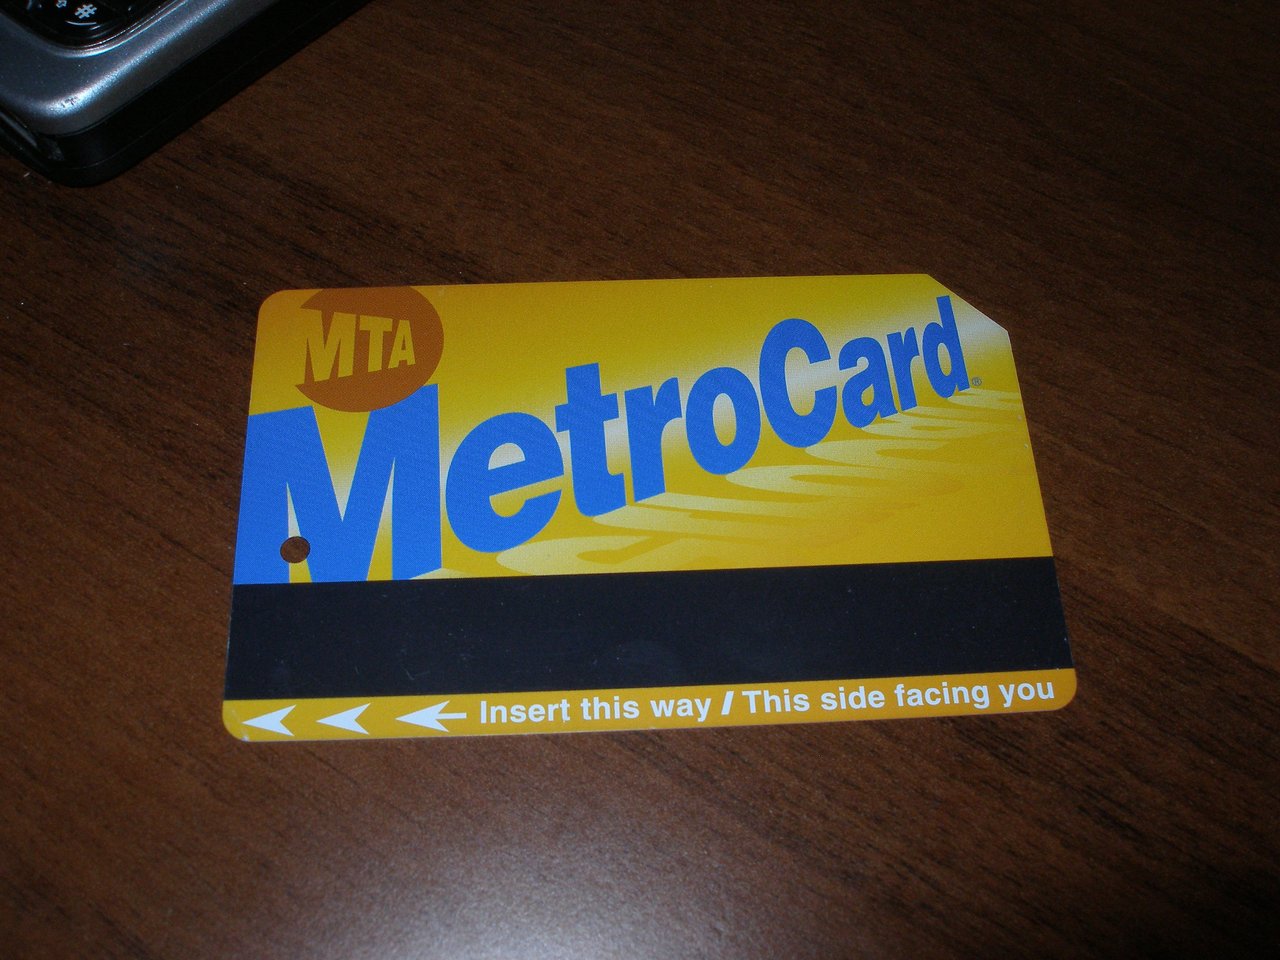 #
MTA
MetroCard®
Insert this way / This side facing you